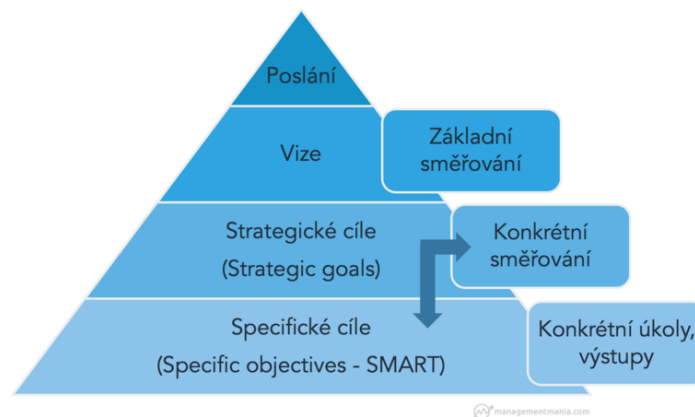 Poslání
Vize
Základní
směřování
Strategické cíle
(Strategic goals)
Konkrétní
směřování
Specifické cíle
(Specific objectives - SMART)
Konkrétní úkoly,
výstupy
managementmania.com